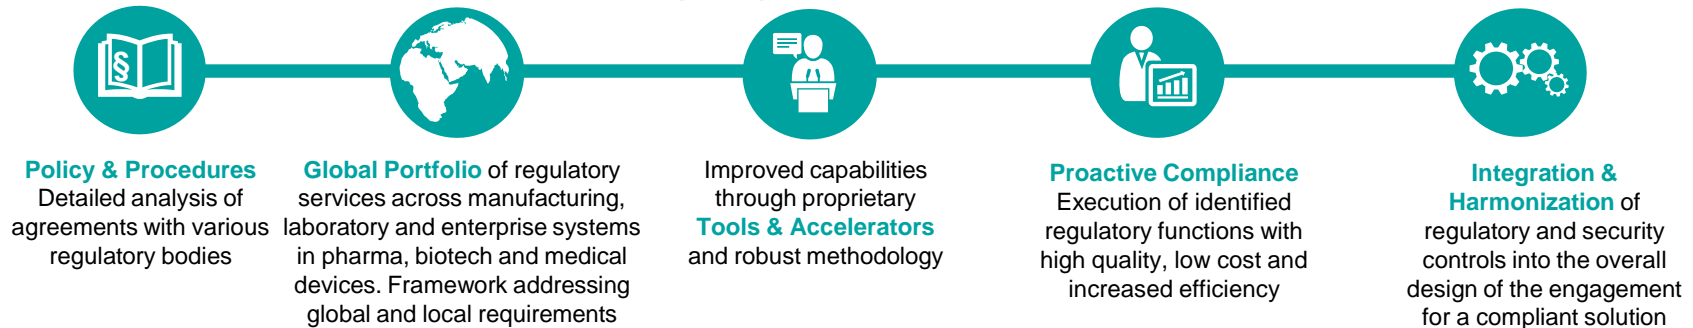 §
Policy & Procedures
Detailed analysis of
agreements with various
regulatory bodies
Global Portfolio of regulatory
services across manufacturing,
laboratory and enterprise systems
in pharma, biotech and medical
devices. Framework addressing
global and local requirements
Improved capabilities
through proprietary
Tools & Accelerators
and robust methodology
Proactive Compliance
Execution of identified
regulatory functions with
high quality, low cost and
increased efficiency
Integration &
Harmonization of
regulatory and security
controls into the overall
design of the engagement
for a compliant solution